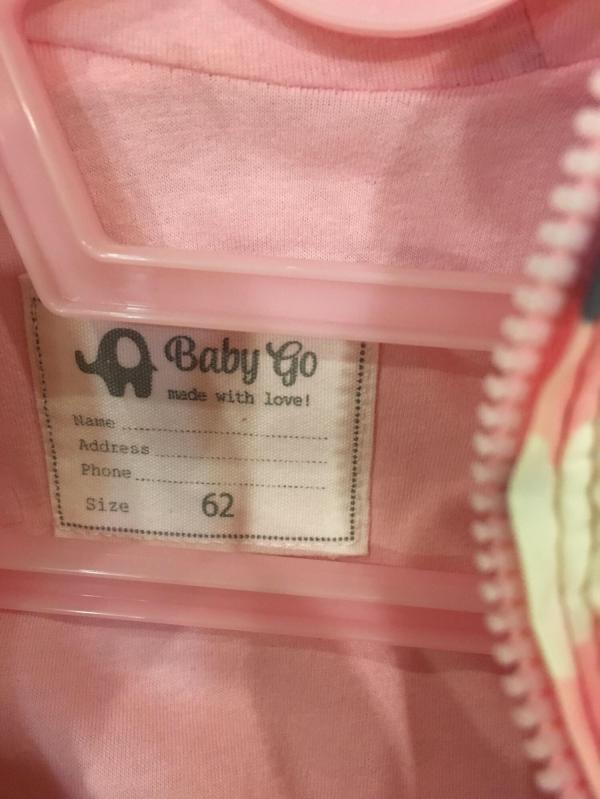 Baby Go
made with love!
Name
Address
Phone
Size 62